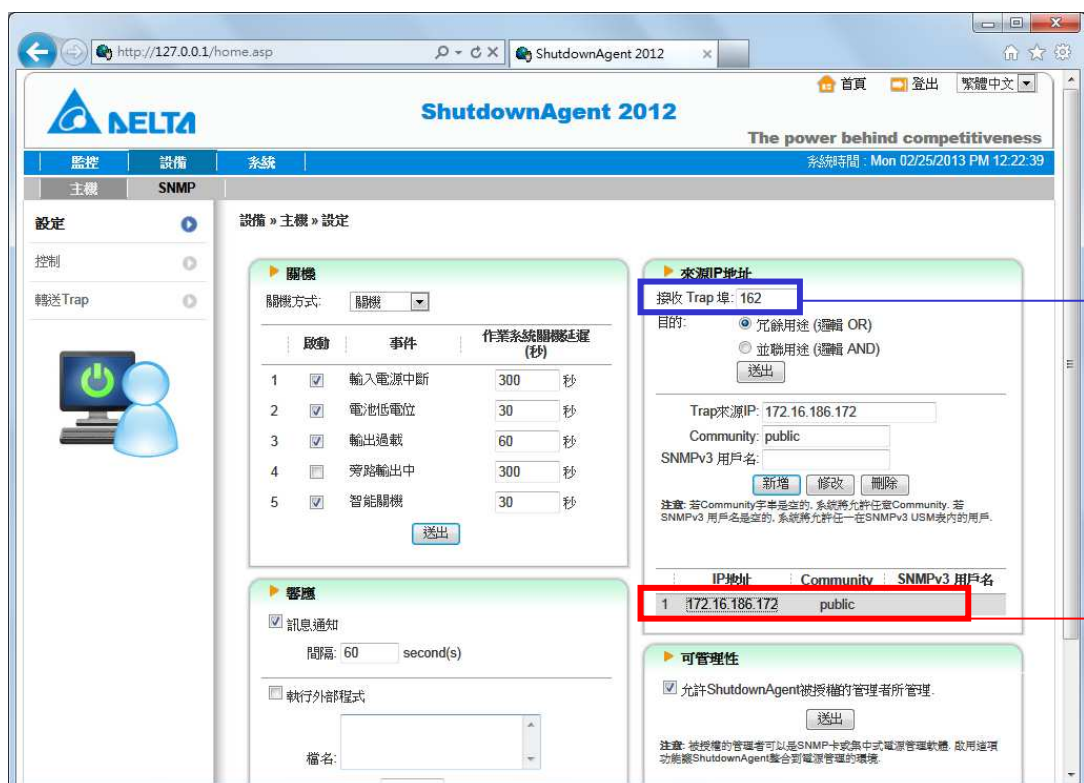 http://127.0.0.1/home.asp
ShutdownAgent 2012
首頁 登出 繁體中文
DELTA
ShutdownAgent 2012
The power behind competitiveness
監控 設備 系統
系統時間 : Mon 02/25/2013 PM 12:22:39
主機 SNMP
設定
控制
轉送Trap
設備 » 主機 » 設定
關機
關機方式: 關機
啟動 事件 作業系統關機延遲
(秒)
1 輸入電源中斷 300 秒
2 電池低電位 30 秒
3 輸出過載 60 秒
4 旁路輸出中 300 秒
5 智能關機 30 秒
送出
響應
訊息通知
間隔: 60 second(s)
執行外部程式
檔名:
來源IP地址
接收 Trap 埠: 162
目的: 冗餘用途 (邏輯 OR)
並聯用途 (邏輯 AND)
送出
Trap來源IP: 172.16.186.172
Community: public
SNMPv3 用戶名:
新增 修改 刪除
注意: 若Community字串是空的, 系統將允許任意Community. 若
SNMPv3 用戶名是空的, 系統將允許任一在SNMPv3 USM表內的用戶.
IP地址 Community SNMPv3 用戶名
1 172.16.186.172 public
可管理性
允許ShutdownAgent被授權的管理者所管理.
送出
注意: 被授權的管理者可以是SNMP卡或集中式電源管理軟體. 啟用這項
功能讓ShutdownAgent整合到電源管理的環境.